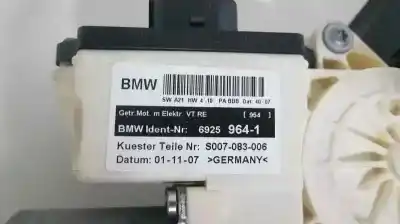 BMW
SW A21 HW 4.10 PA BDB Dat: 40 07
Getr.Mot. m Elektr. VT RE [ 964 ]
BMW Ident-Nr: 6925 964-1
Kuester Teile Nr: S007-083-006
Datum: 01-11-07 >GERMANY<